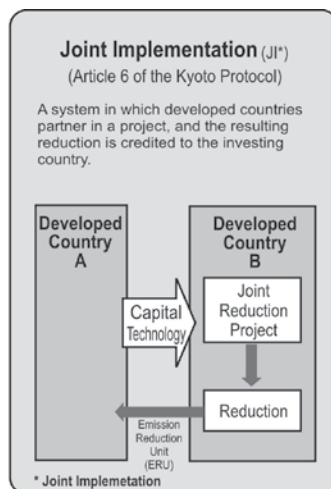 Joint Implementation (JI*)
(Article 6 of the Kyoto Protocol)
A system in which developed countries
partner in a project, and the resulting
reduction is credited to the investing
country.
Developed
Country
A
Developed
Country
B
Capital
Technology
Joint
Reduction
Project
Reduction
Emission
Reduction
Unit
(ERU)
* Joint Implemetation